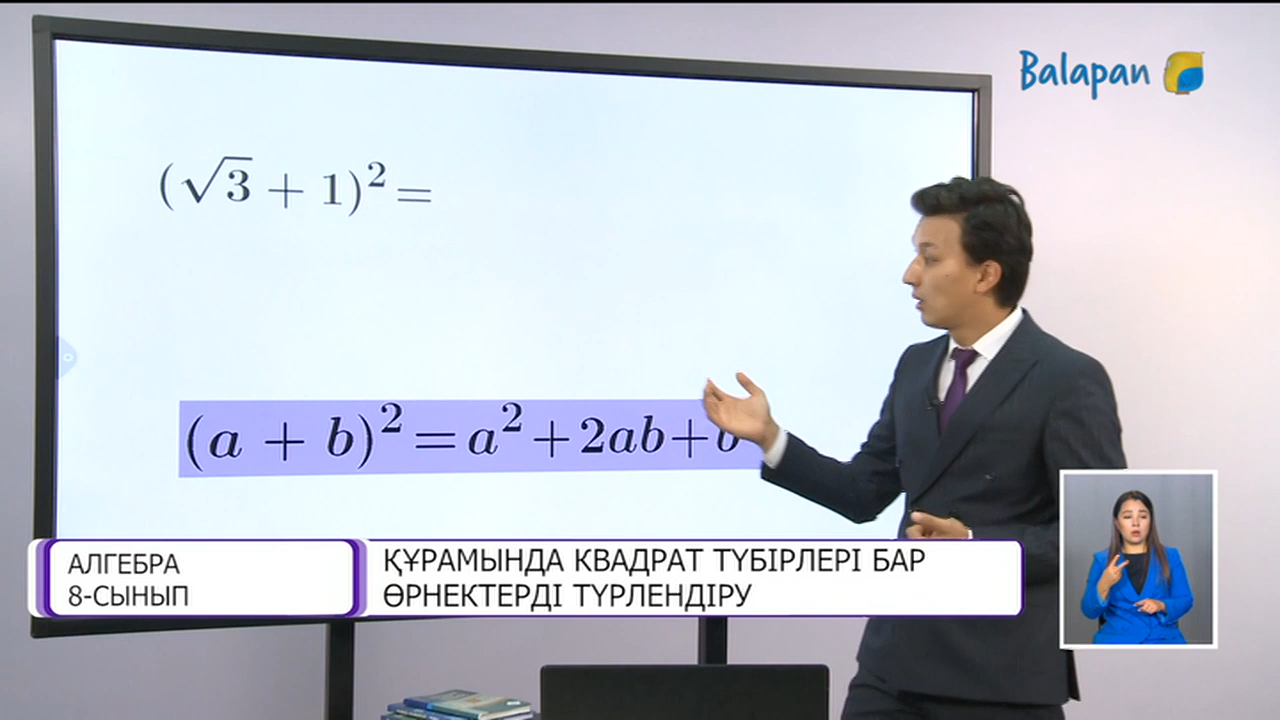 Balapan
(√3 + 1)² =
(a + b)² = a² + 2ab + b
АЛГЕБРА
8-СЫНЫП
ҚҰРАМЫНДА КВАДРАТ ТҮБІРЛЕРІ БАР
ӨРНЕКТЕРДІ ТҮРЛЕНДІРУ